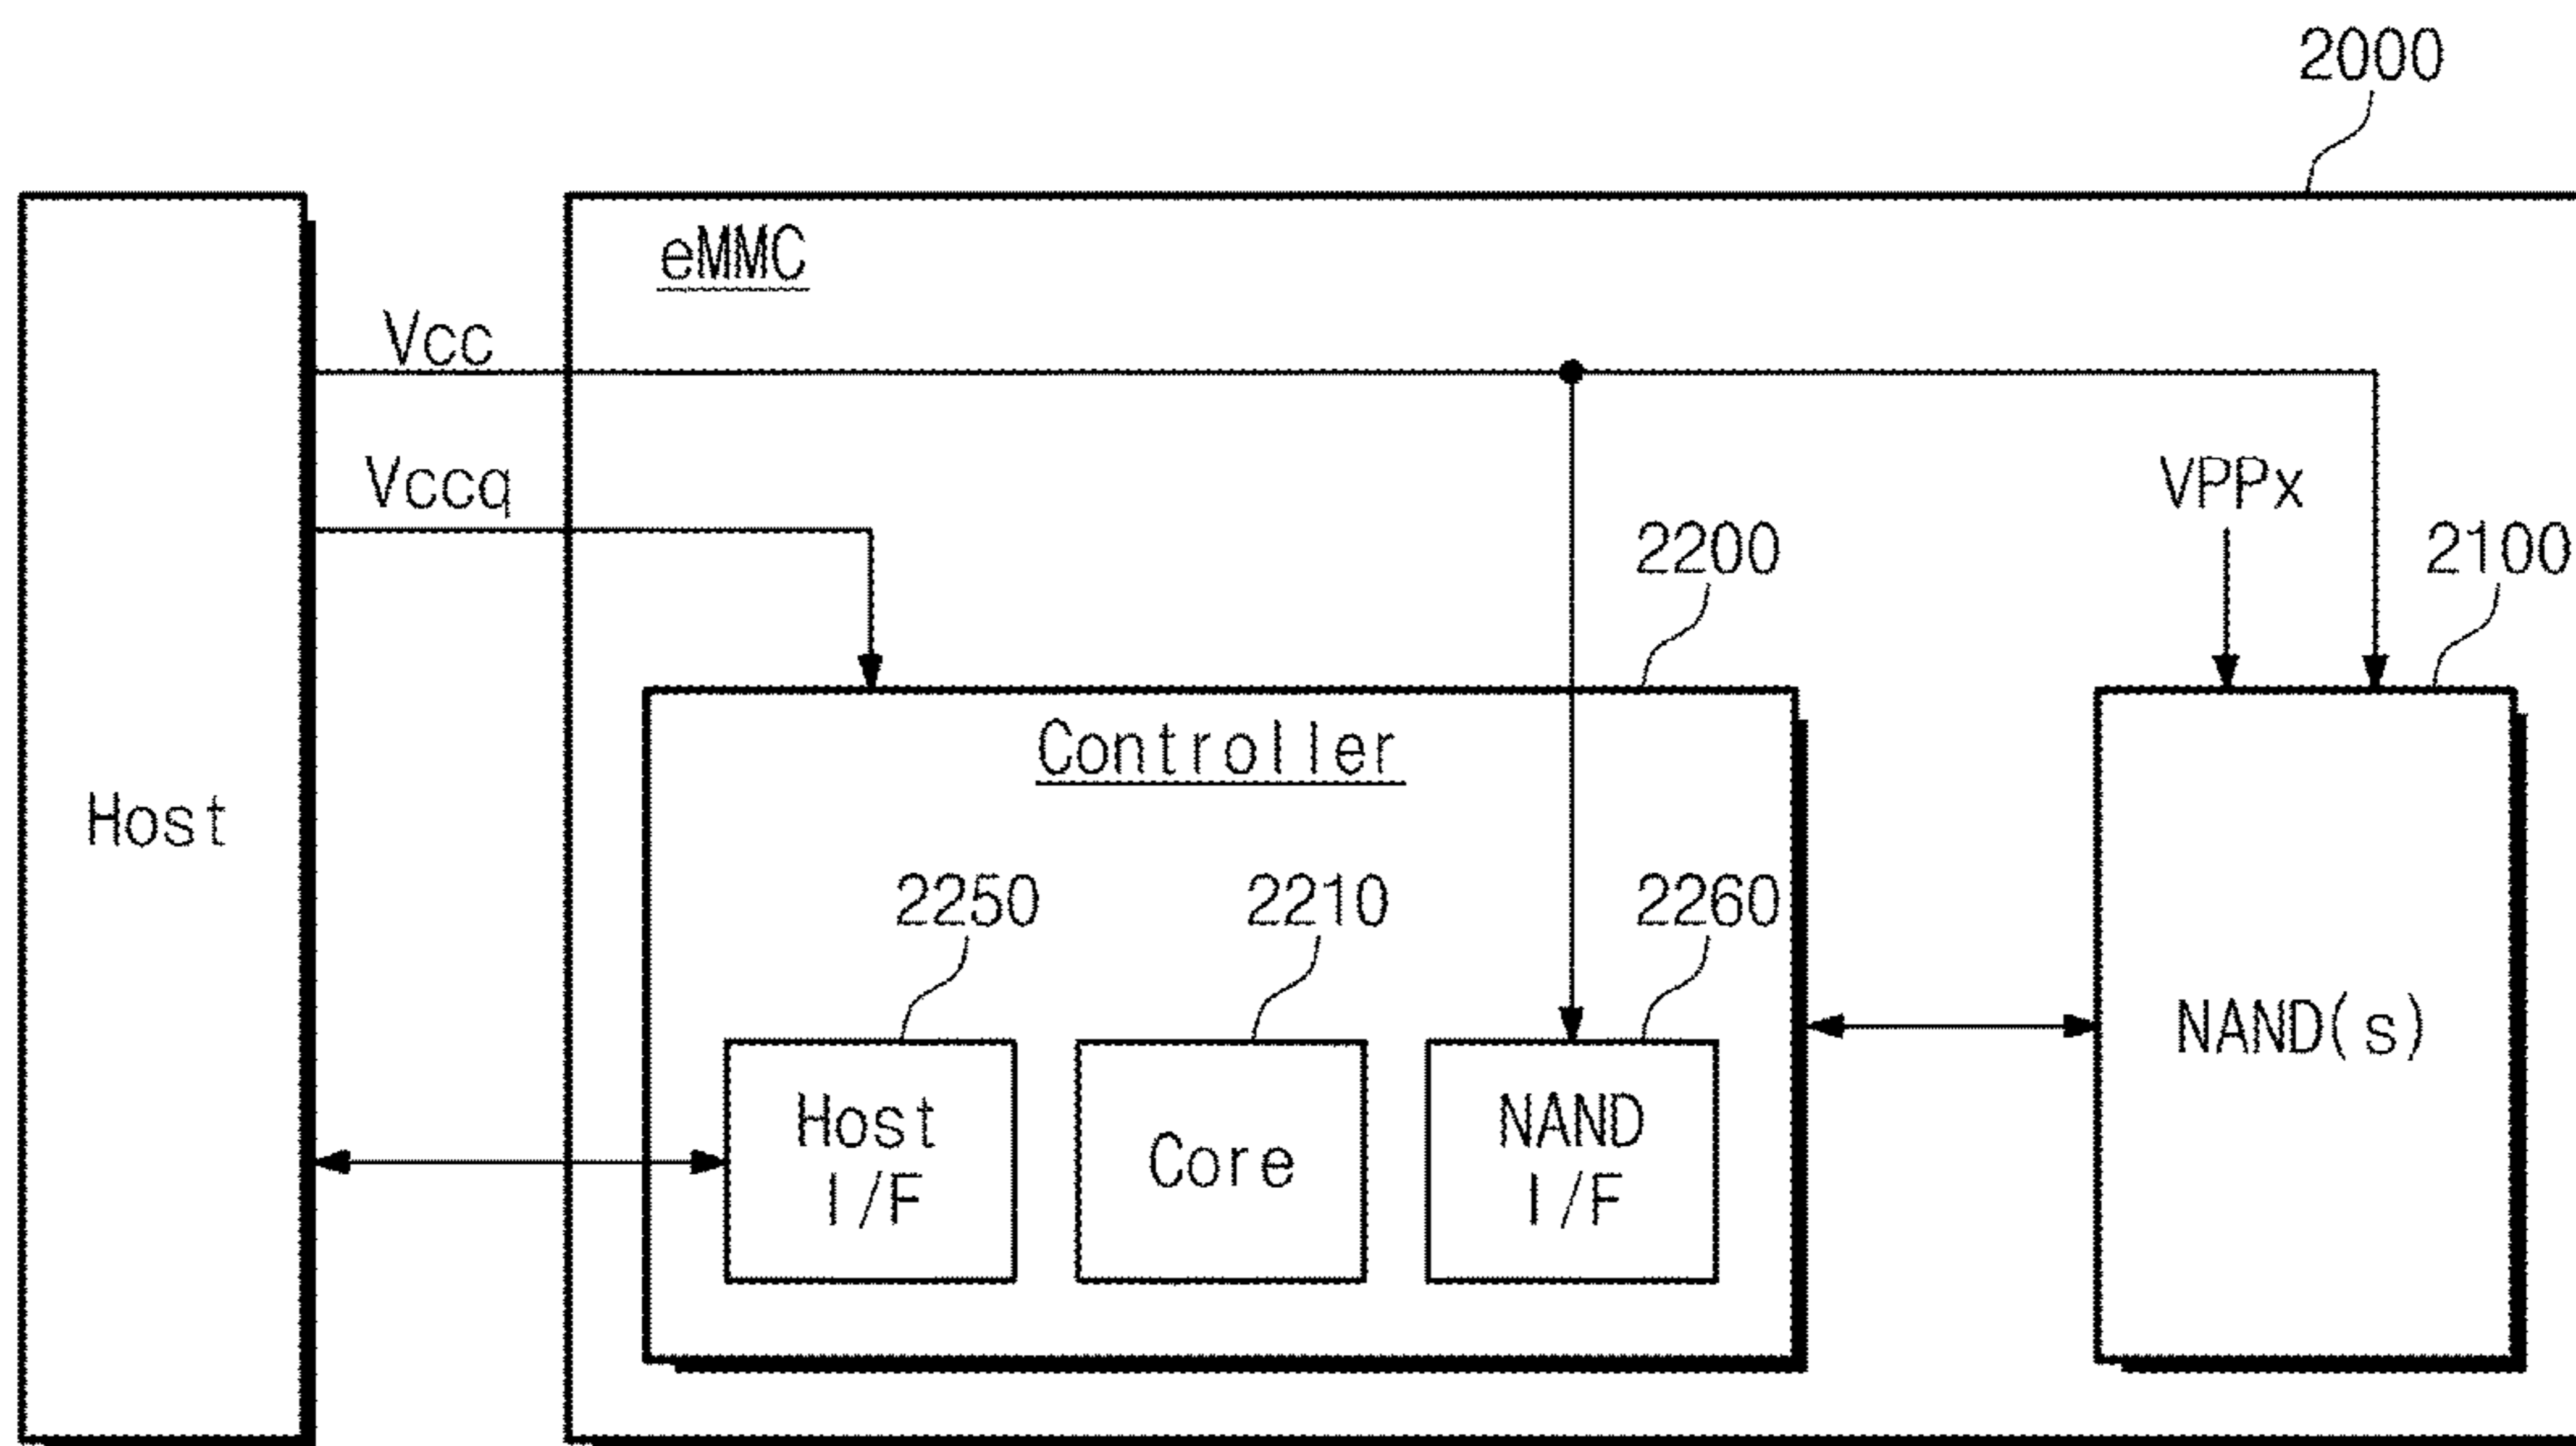 2000
eMMC
Vcc
Vccq
VPPx
2200
2100
Controller
Host
2250
2210
2260
Host
I/F
Core
NAND
I/F
NAND(s)